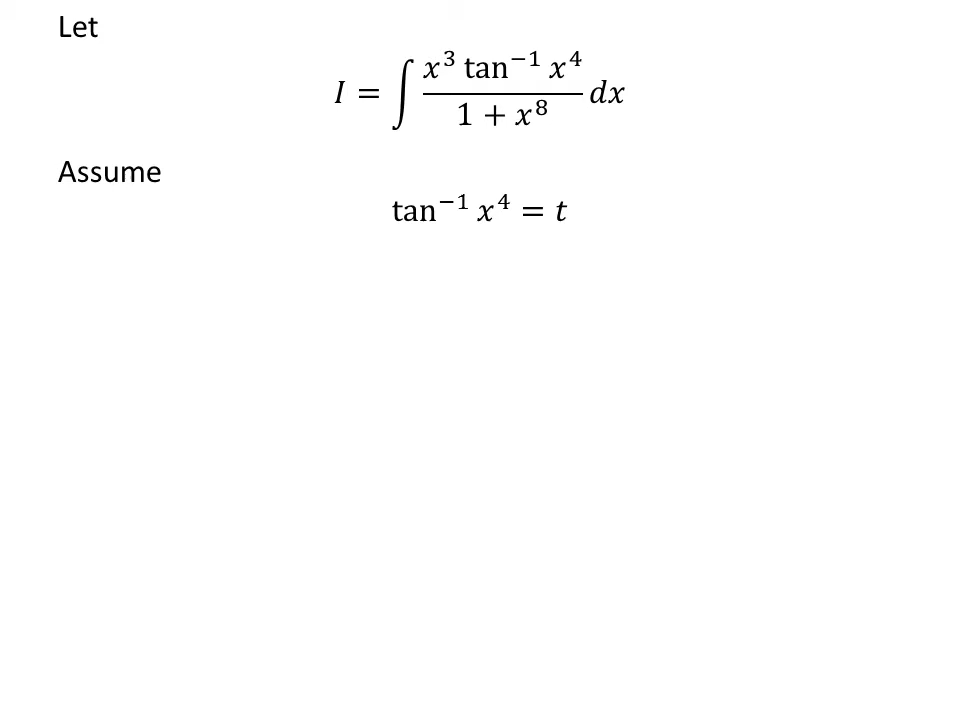 Let
I = ∫ x³ tan⁻¹ x⁴ / 1 + x⁸ dx
Assume
tan⁻¹ x⁴ = t